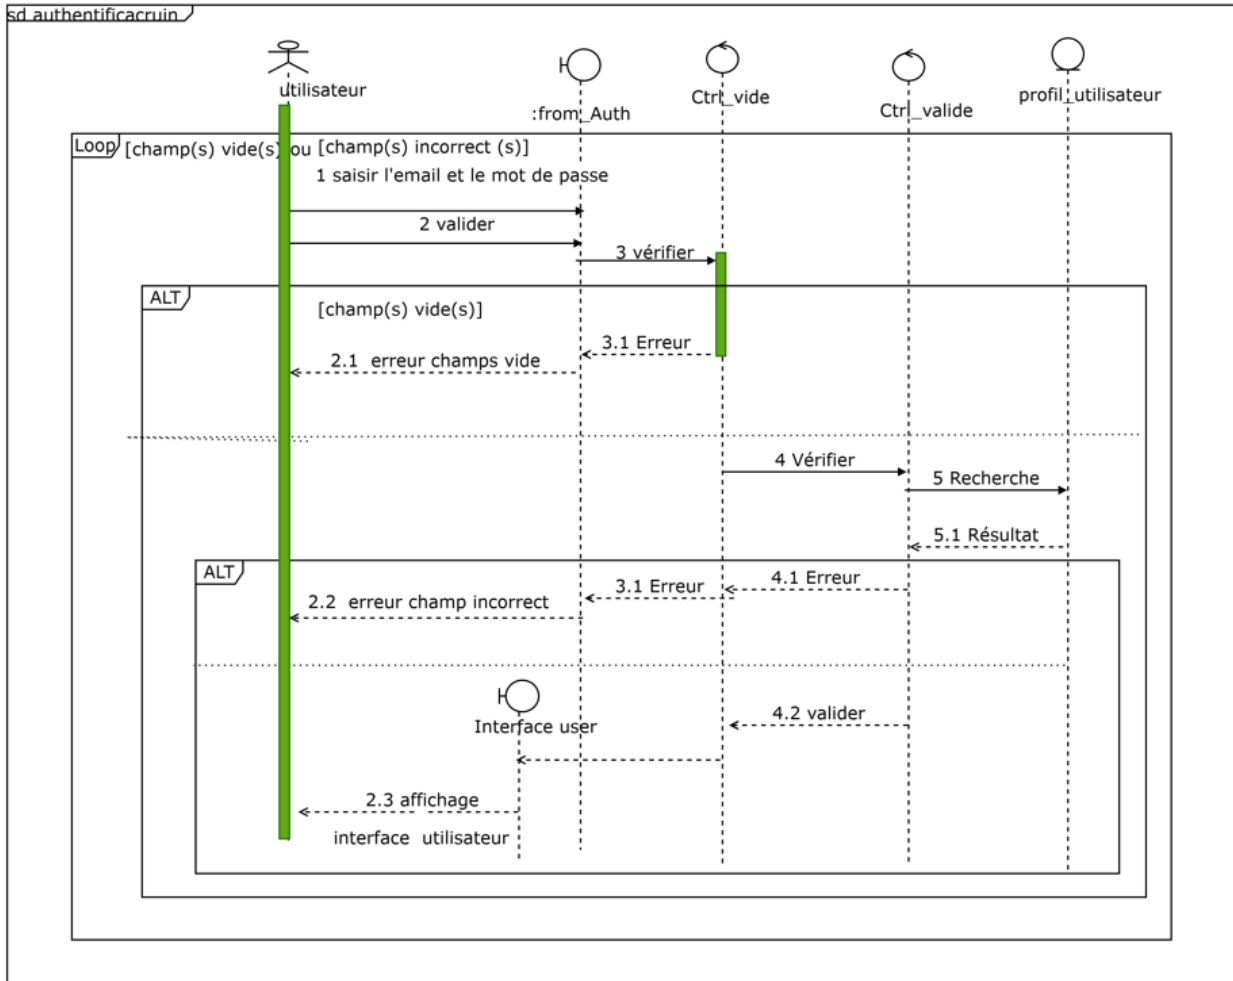 sd authentificacruin
utilisateur
:from_Auth
Ctrl_vide
Ctrl_valide
profil_utilisateur
Loop
[champ(s) vide(s) ou [champ(s) incorrect (s)]
1 saisir l'email et le mot de passe
2 valider
3 vérifier
ALT
[champ(s) vide(s)]
3.1 Erreur
2.1 erreur champs vide
4 Vérifier
5 Recherche
5.1 Résultat
ALT
4.1 Erreur
3.1 Erreur
2.2 erreur champ incorrect
Interface user
4.2 valider
2.3 affichage
interface utilisateur